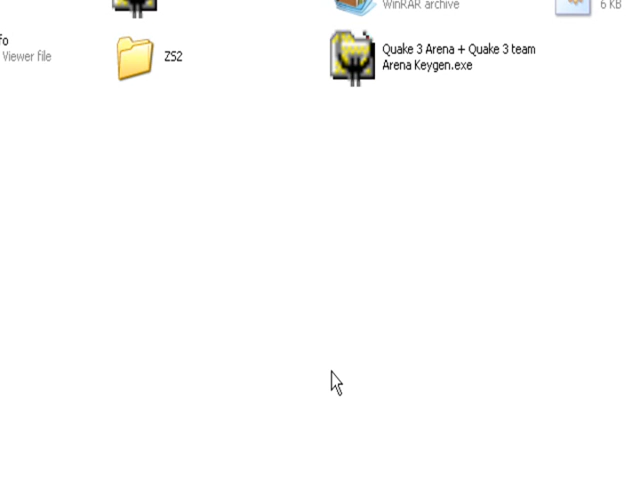 WinRAR archive
6 KB
fo
Viewer file
ZS2
Quake 3 Arena + Quake 3 team
Arena Keygen.exe